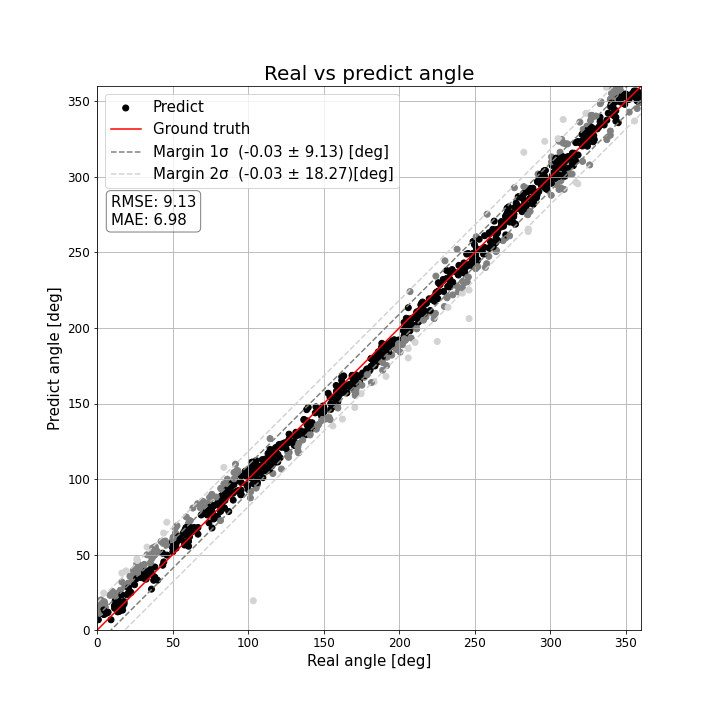 Real vs predict angle
Predict
Ground truth
Margin 1σ  (-0.03 ± 9.13) [deg]
Margin 2σ  (-0.03 ± 18.27)[deg]
RMSE: 9.13
MAE: 6.98
Predict angle [deg]
350
300
250
200
150
100
50
0
0 50 100 150 200 250 300 350
Real angle [deg]